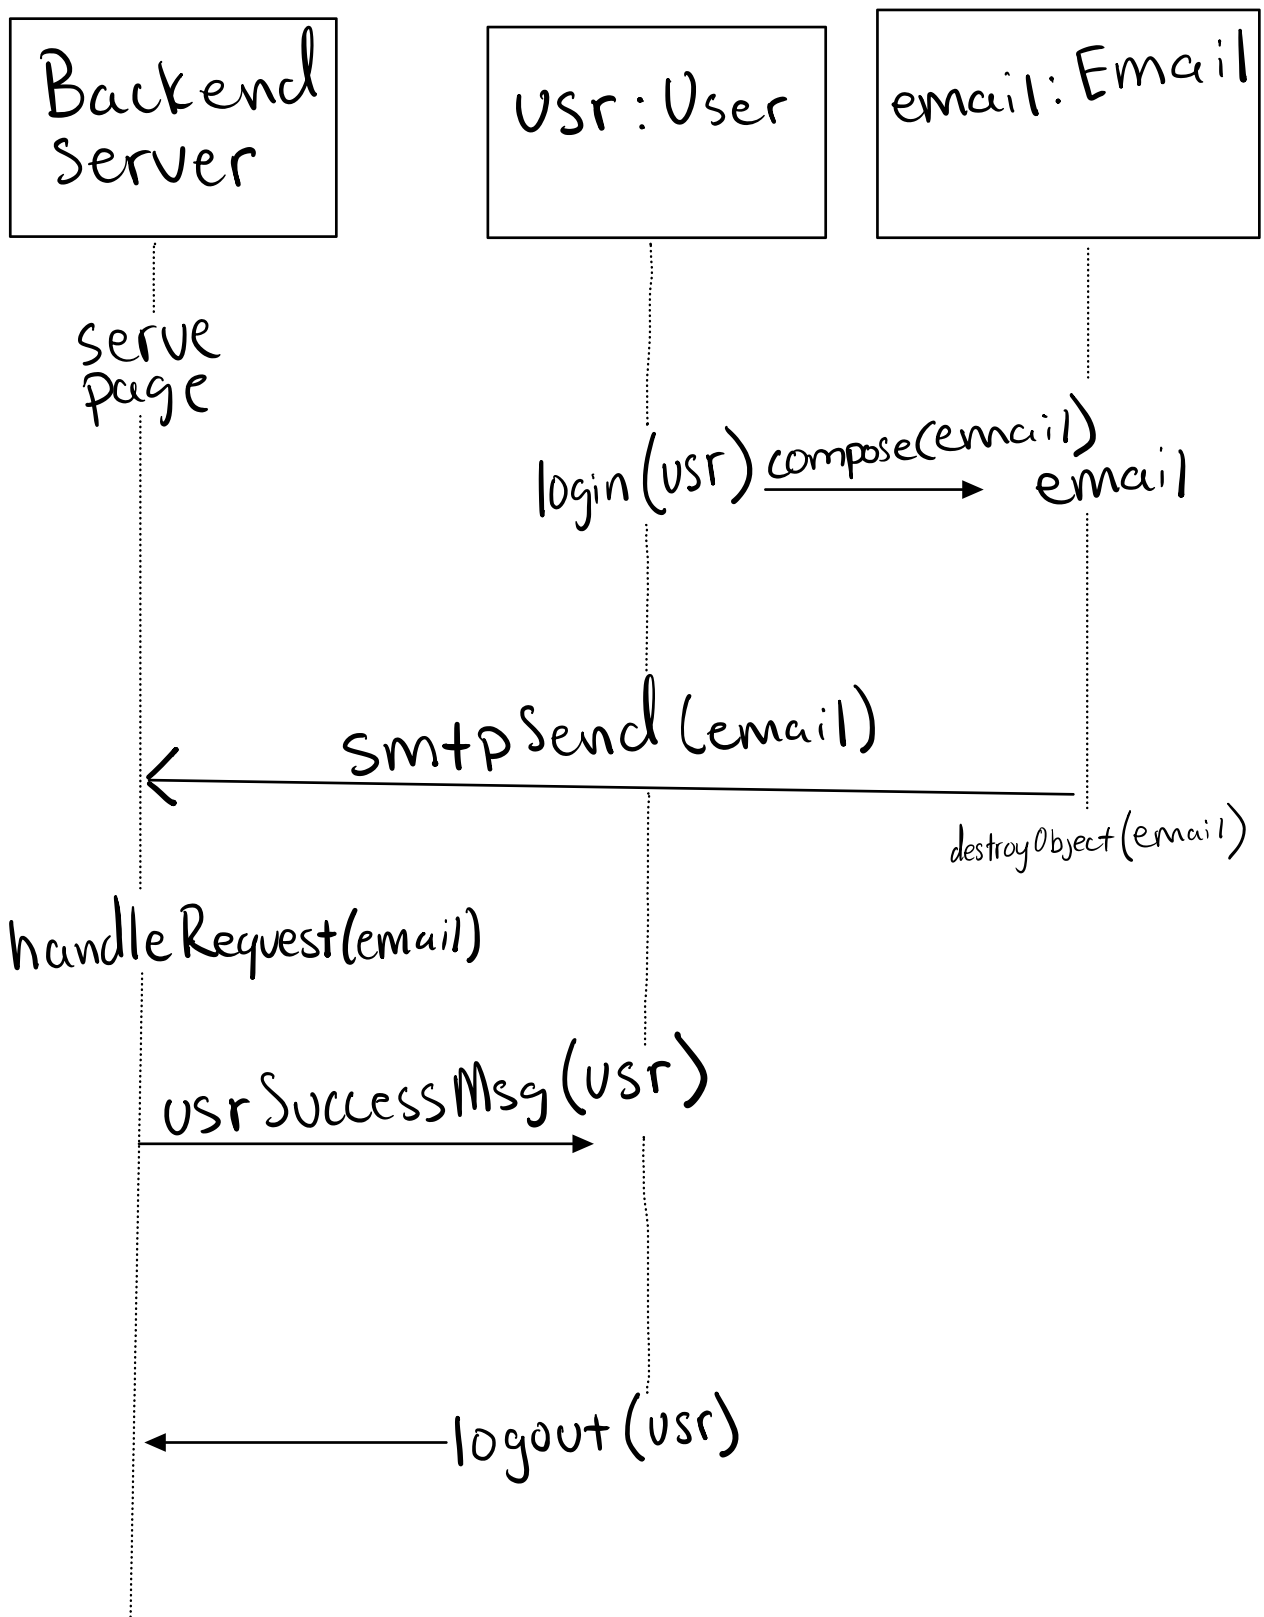 Backend
Server
usr: User
email: Email
serve
page
login(usr)
compose(email)
email
smtpSend(email)
destroyObject(email)
handleRequest(email)
usrSuccessMsg(usr)
logout(usr)